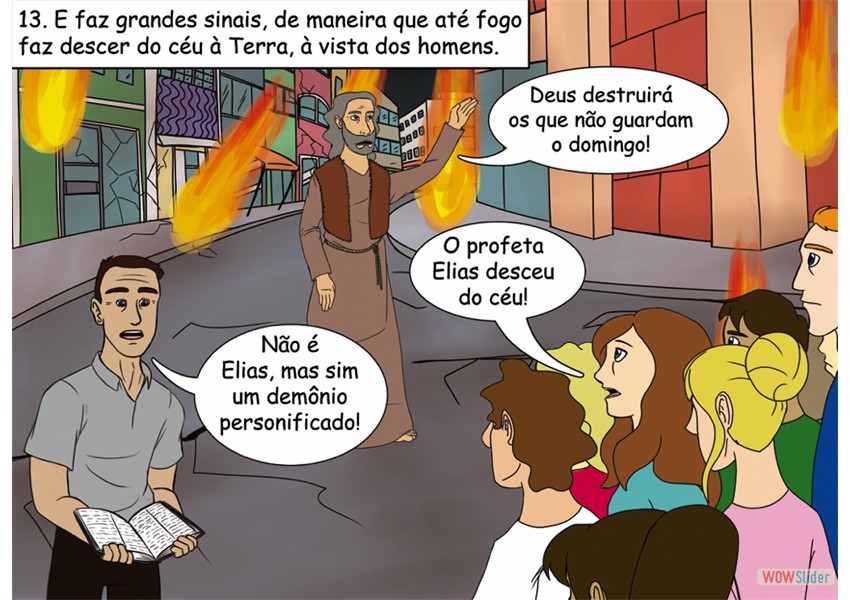 13. E faz grandes sinais, de maneira que até fogo
faz descer do céu à Terra, à vista dos homens.
Deus destruirá
os que não guardam
o domingo!
O profeta
Elias desceu
do céu!
Não é
Elias, mas sim
um demônio
personificado!
WOWSlider